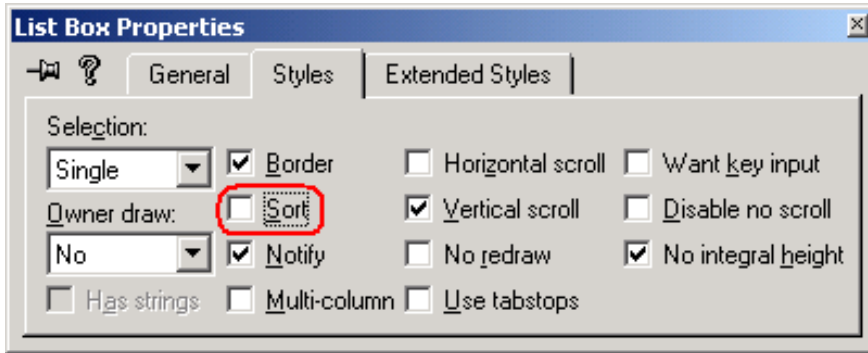 List Box Properties
General Styles Extended Styles
Selection:
Single Border Horizontal scroll Want key input
Owner draw: Sort Vertical scroll Disable no scroll
No Notify No redraw No integral height
Has strings Multi-column Use tabstops